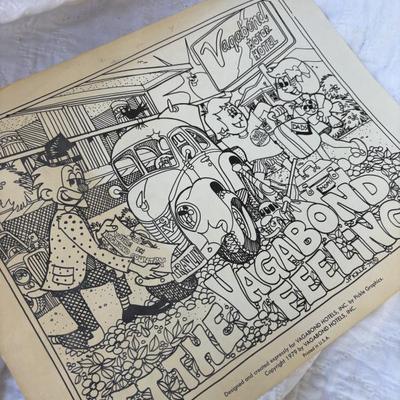 Vagabond
MOTOR
HOTEL
THE VAGABOND
FEELING
Designed and created expressly for VAGABOND HOTELS, INC. by Pickle Graphics.
Copyright 1979 by VAGABOND HOTELS, INC.
Printed in U.S.A.